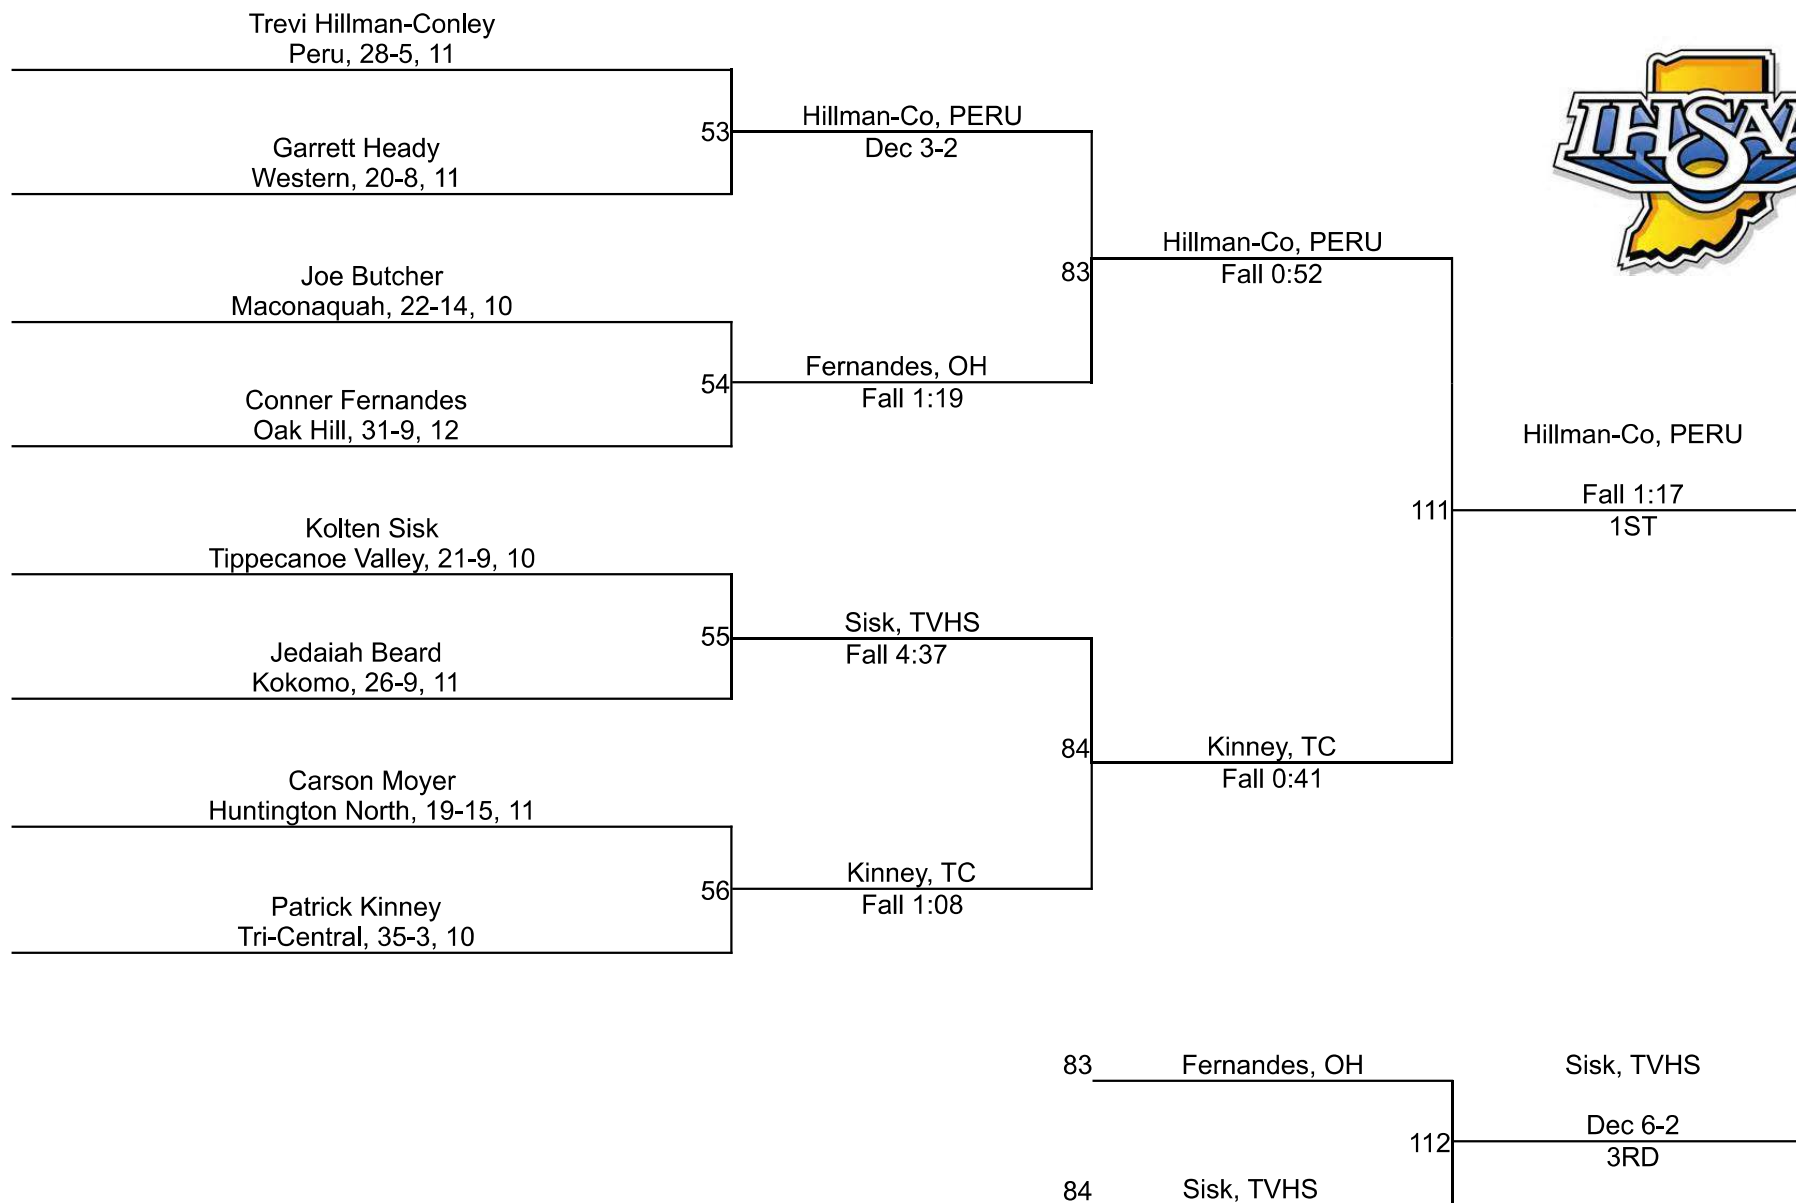 Trevi Hillman-Conley
Peru, 28-5, 11
Garrett Heady
Western, 20-8, 11
53
Hillman-Co, PERU
Dec 3-2
Joe Butcher
Maconaquah, 22-14, 10
Conner Fernandes
Oak Hill, 31-9, 12
54
Fernandes, OH
Fall 1:19
83
Hillman-Co, PERU
Fall 0:52
Kolten Sisk
Tippecanoe Valley, 21-9, 10
Jedaiah Beard
Kokomo, 26-9, 11
55
Sisk, TVHS
Fall 4:37
Carson Moyer
Huntington North, 19-15, 11
Patrick Kinney
Tri-Central, 35-3, 10
56
Kinney, TC
Fall 1:08
84
Kinney, TC
Fall 0:41
111
Hillman-Co, PERU
Fall 1:17
1ST
IHSAA
83
Fernandes, OH
84
Sisk, TVHS
112
Sisk, TVHS
Dec 6-2
3RD